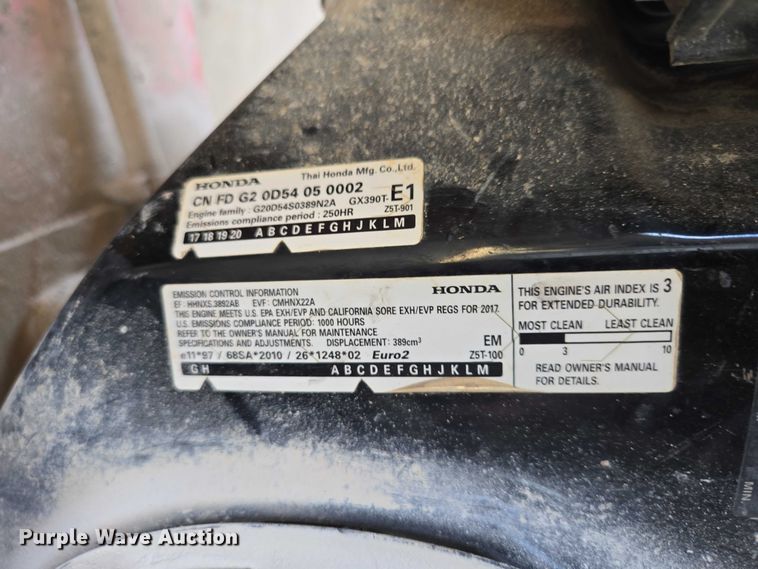 HONDA Thai Honda Mfg. Co., Ltd.
CN FD G2 0D54 05 0002
Engine family : G20D54S0389N2A GX390T-E1
Emissions compliance period : 250HR Z5T-901
17 18 19 20 A B C D E F G H J K L M
EMISSION CONTROL INFORMATION HONDA
EF: HHNXS.3892AB EVF: CMHNX22A
THIS ENGINE MEETS U.S. EPA EXH/EVP AND CALIFORNIA SORE EXH/EVP REGS FOR 2017.
U.S. EMISSIONS COMPLIANCE PERIOD: 1000 HOURS
REFER TO THE OWNER'S MANUAL FOR MAINTENANCE
SPECIFICATIONS AND ADJUSTMENTS. DISPLACEMENT: 389cm³ EM
e11*97 / 68SA*2010 / 26*1248*02 Euro2 Z5T-100
G H A B C D E F G H J K L M
THIS ENGINE'S AIR INDEX IS 3
FOR EXTENDED DURABILITY.
MOST CLEAN LEAST CLEAN
0 3 10
READ OWNER'S MANUAL
FOR DETAILS.
MIN
Purple Wave Auction